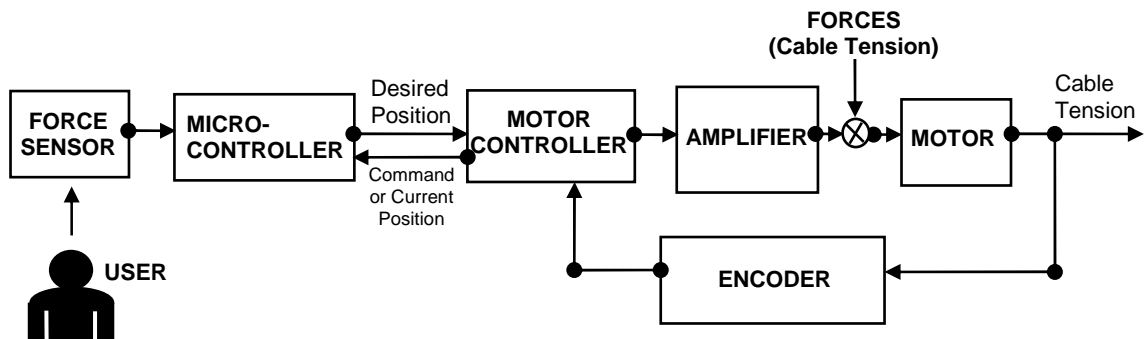 FORCES
(Cable Tension)
FORCE
SENSOR
MICRO-
CONTROLLER
Desired
Position
Command
or Current
Position
MOTOR
CONTROLLER
AMPLIFIER
MOTOR
Cable
Tension
USER
ENCODER